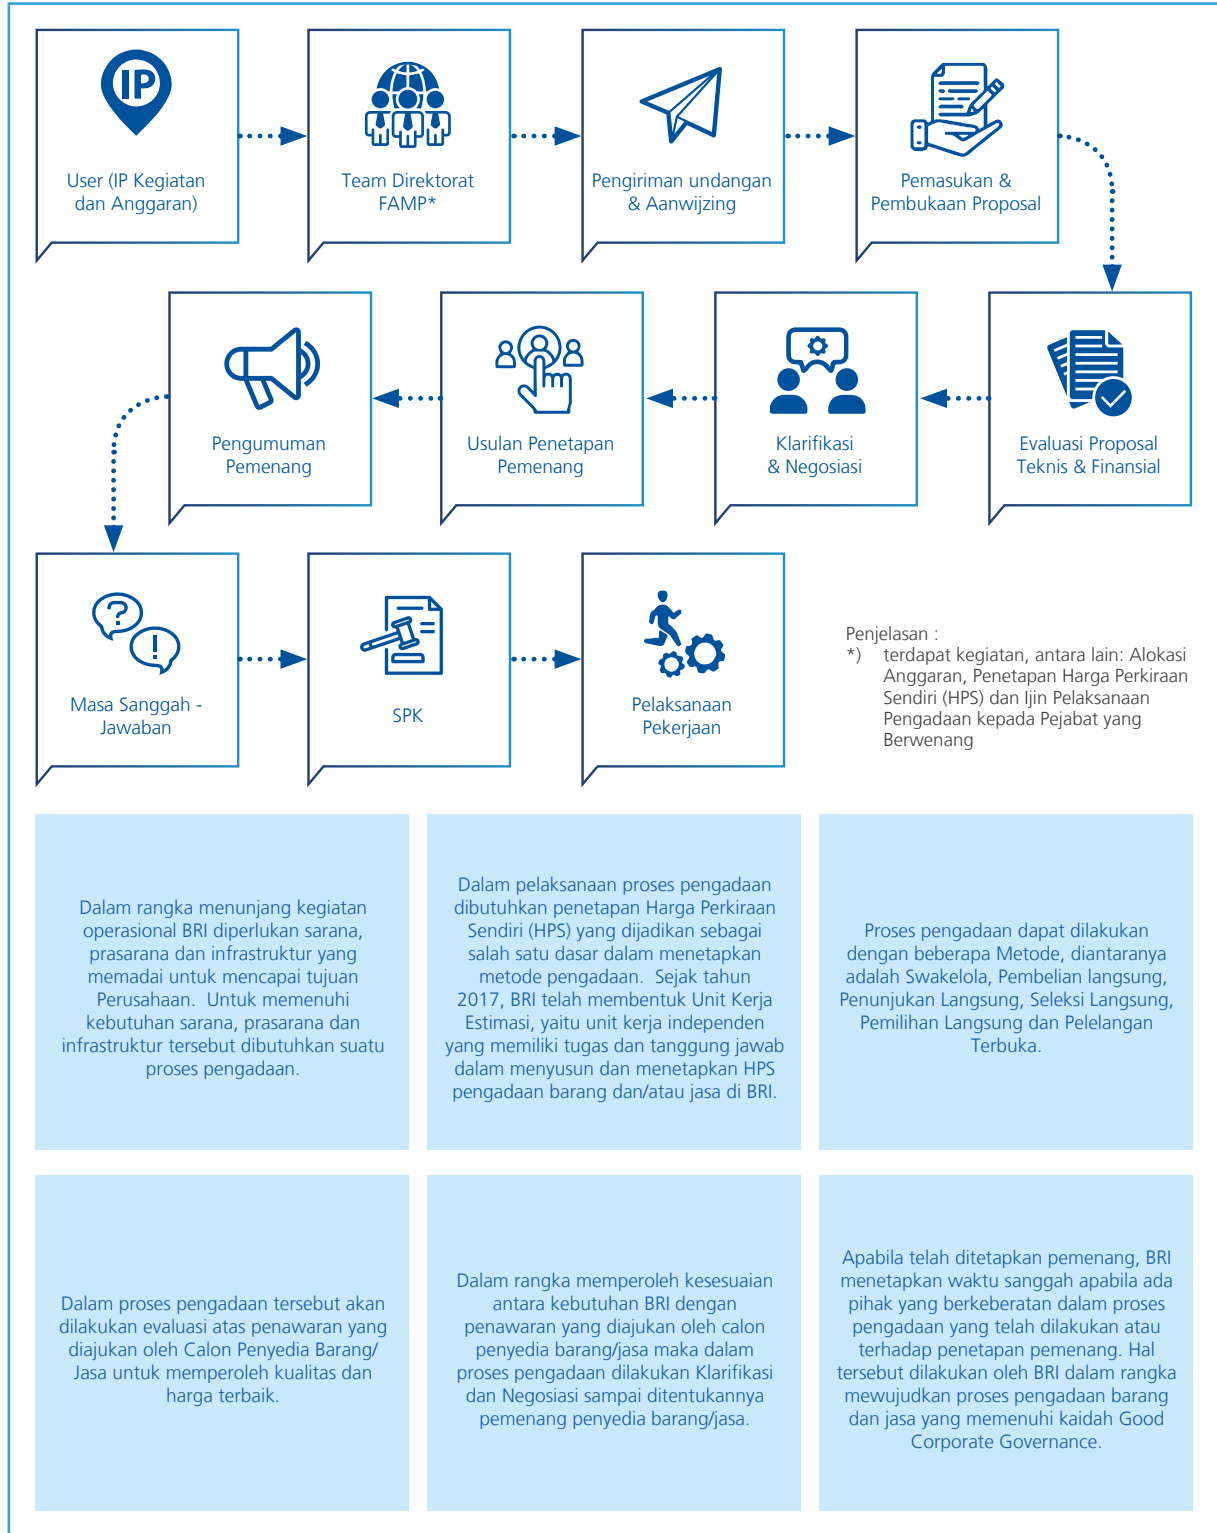 IP
User (IP Kegiatan
dan Anggaran)
Team Direktorat
FAMP*
Pengiriman undangan
& Aanwijzing
Pemasukan &
Pembukaan Proposal
Evaluasi Proposal
Teknis & Finansial
Klarifikasi
& Negosiasi
Usulan Penetapan
Pemenang
Pengumuman
Pemenang
?
!
Masa Sanggah -
Jawaban
SPK
Pelaksanaan
Pekerjaan
Penjelasan :
*) terdapat kegiatan, antara lain: Alokasi
Anggaran, Penetapan Harga Perkiraan
Sendiri (HPS) dan Ijin Pelaksanaan
Pengadaan kepada Pejabat yang
Berwenang
Dalam rangka menunjang kegiatan
operasional BRI diperlukan sarana,
prasarana dan infrastruktur yang
memadai untuk mencapai tujuan
Perusahaan.  Untuk memenuhi
kebutuhan sarana, prasarana dan
infrastruktur tersebut dibutuhkan suatu
proses pengadaan.
Dalam pelaksanaan proses pengadaan
dibutuhkan penetapan Harga Perkiraan
Sendiri (HPS) yang dijadikan sebagai
salah satu dasar dalam menetapkan
metode pengadaan.  Sejak tahun
2017, BRI telah membentuk Unit Kerja
Estimasi, yaitu unit kerja independen
yang memiliki tugas dan tanggung jawab
dalam menyusun dan menetapkan HPS
pengadaan barang dan/atau jasa di BRI.
Proses pengadaan dapat dilakukan
dengan beberapa Metode, diantaranya
adalah Swakelola, Pembelian langsung,
Penunjukan Langsung, Seleksi Langsung,
Pemilihan Langsung dan Pelelangan
Terbuka.
Dalam proses pengadaan tersebut akan
dilakukan evaluasi atas penawaran yang
diajukan oleh Calon Penyedia Barang/
Jasa untuk memperoleh kualitas dan
harga terbaik.
Dalam rangka memperoleh kesesuaian
antara kebutuhan BRI dengan
penawaran yang diajukan oleh calon
penyedia barang/jasa maka dalam
proses pengadaan dilakukan Klarifikasi
dan Negosiasi sampai ditentukannya
pemenang penyedia barang/jasa.
Apabila telah ditetapkan pemenang, BRI
menetapkan waktu sanggah apabila ada
pihak yang berkeberatan dalam proses
pengadaan yang telah dilakukan atau
terhadap penetapan pemenang. Hal
tersebut dilakukan oleh BRI dalam rangka
mewujudkan proses pengadaan barang
dan jasa yang memenuhi kaidah Good
Corporate Governance.